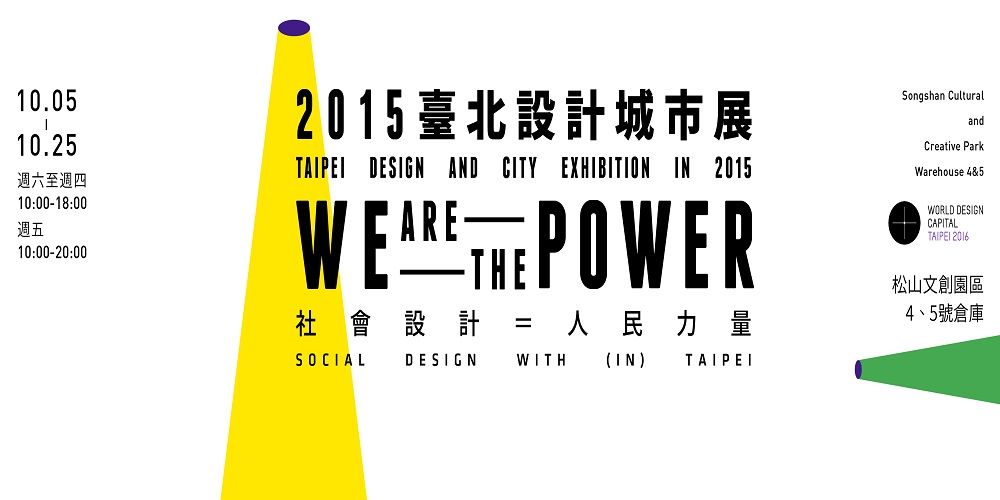 10.05
|
10.25
週六至週四
10:00-18:00
週五
10:00-20:00
2015臺北設計城市展
TAIPEI DESIGN AND CITY EXHIBITION IN 2015
WE ARE THE POWER
社會設計=人民力量
SOCIAL DESIGN WITH (IN) TAIPEI
Songshan Cultural
and
Creative Park
Warehouse 4&5
WORLD DESIGN
CAPITAL
TAIPEI 2016
松山文創園區
4、5號倉庫